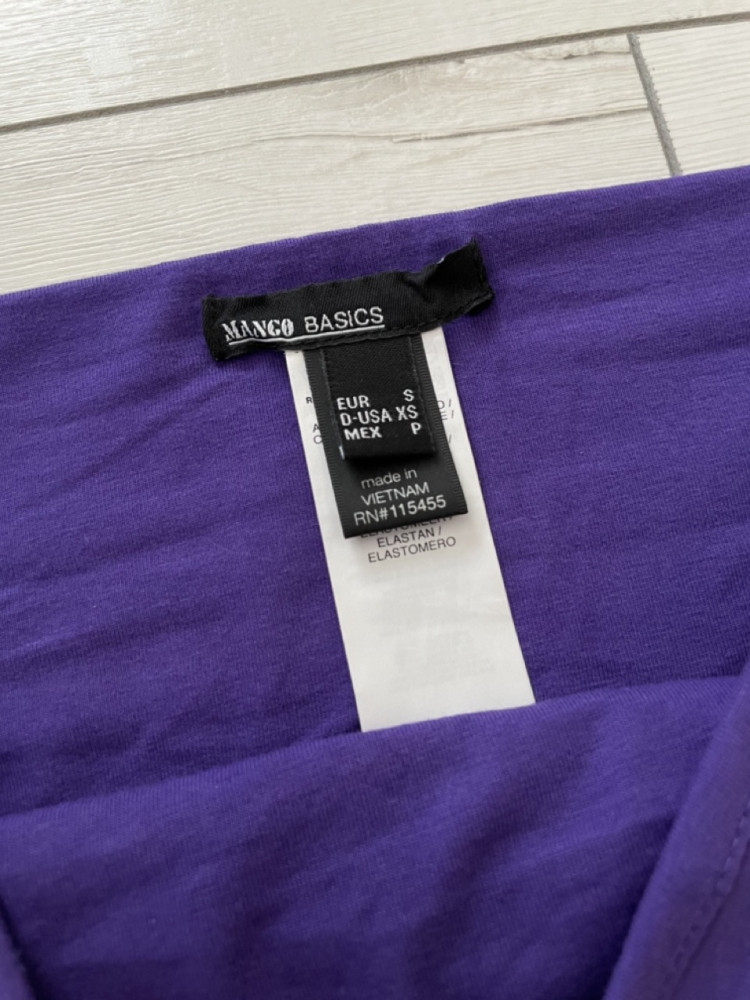 MANGO BASICS
EUR S
D-USA XS
MEX P
made in
VIETNAM
RN#115455
ELASTAN /
ELASTOMERO